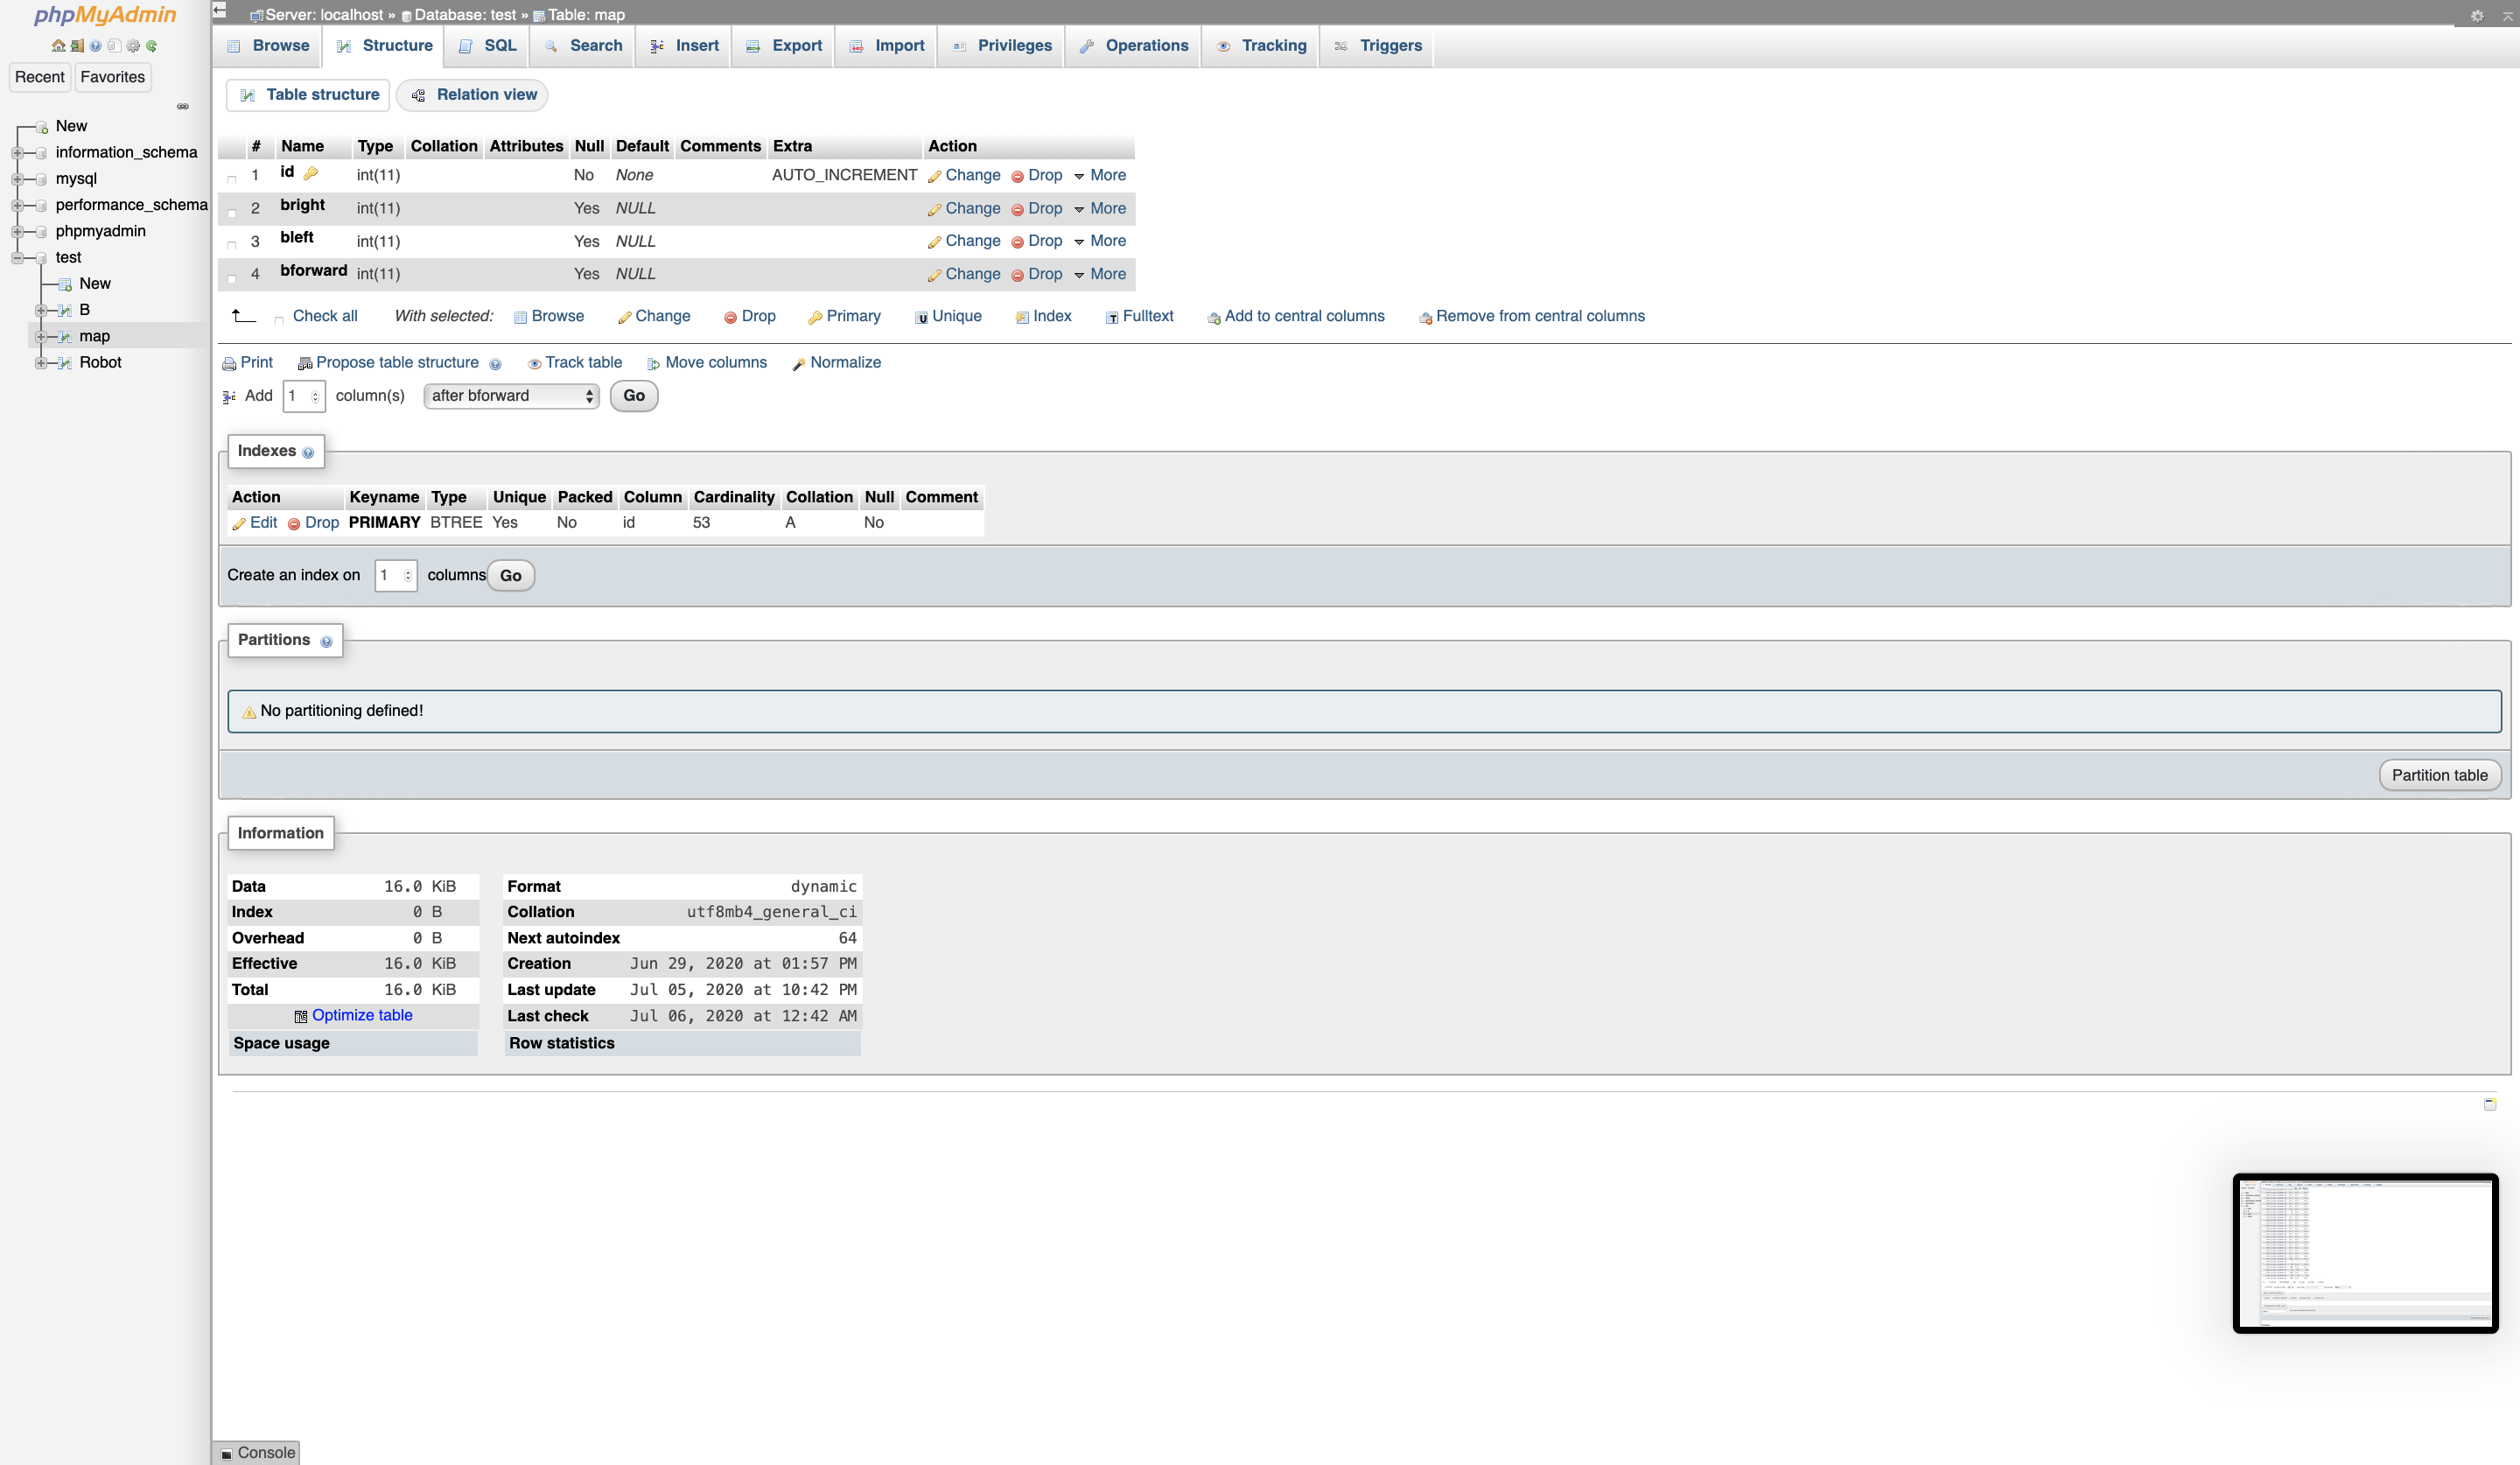 phpMyAdmin
Recent Favorites
New
information_schema
mysql
performance_schema
phpmyadmin
test
New
B
map
Robot
Server: localhost » Database: test » Table: map
Browse Structure SQL Search Insert Export Import Privileges Operations Tracking Triggers
Table structure Relation view
# Name Type Collation Attributes Null Default Comments Extra Action
1 id int(11) No None AUTO_INCREMENT Change Drop More
2 bright int(11) Yes NULL Change Drop More
3 bleft int(11) Yes NULL Change Drop More
4 bforward int(11) Yes NULL Change Drop More
Check all With selected: Browse Change Drop Primary Unique Index Fulltext Add to central columns Remove from central columns
Print Propose table structure Track table Move columns Normalize
Add 1 column(s) after bforward Go
Indexes
Action Keyname Type Unique Packed Column Cardinality Collation Null Comment
Edit Drop PRIMARY BTREE Yes No id 53 A No
Create an index on 1 columns Go
Partitions
No partitioning defined!
Partition table
Information
Data 16.0 KiB
Index 0 B
Overhead 0 B
Effective 16.0 KiB
Total 16.0 KiB
Optimize table
Space usage
Format dynamic
Collation utf8mb4_general_ci
Next autoindex 64
Creation Jun 29, 2020 at 01:57 PM
Last update Jul 05, 2020 at 10:42 PM
Last check Jul 06, 2020 at 12:42 AM
Row statistics
Console